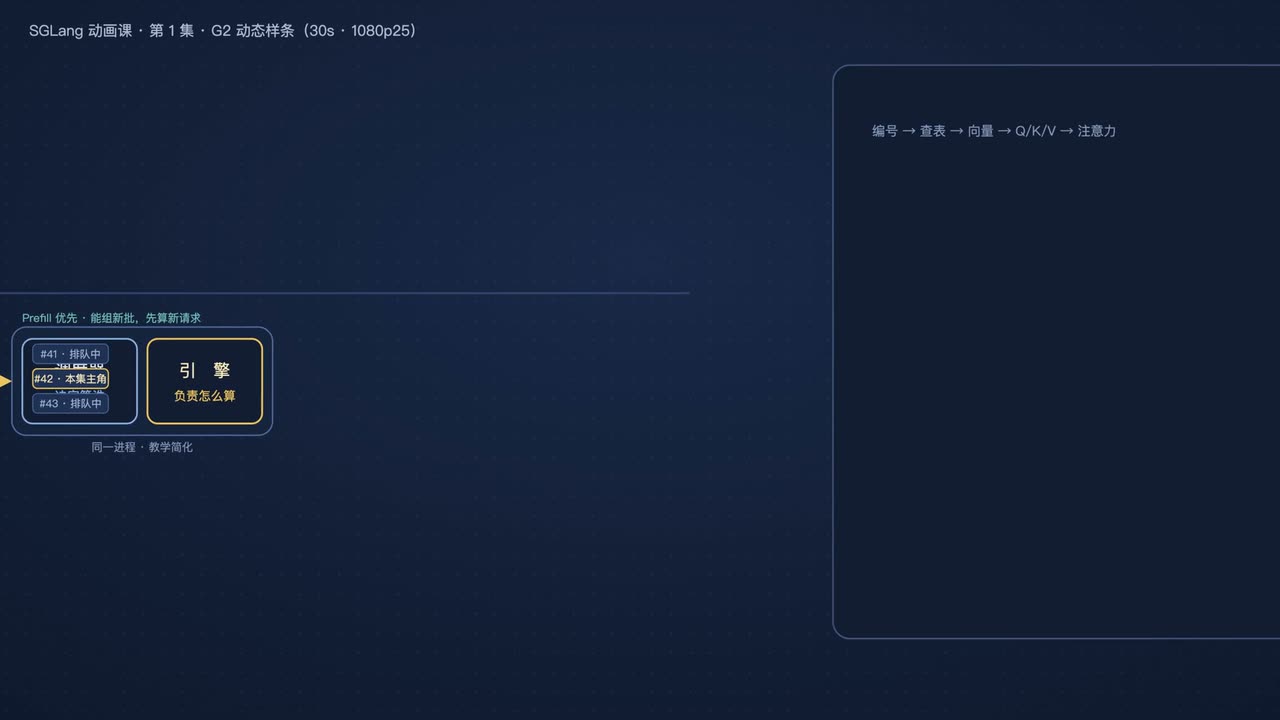 SGLang 动画课 · 第 1 集 · G2 动态样条（30s · 1080p25）
编号 → 查表 → 向量 → Q/K/V → 注意力
Prefill 优先 · 能组新批，先算新请求
#41 · 排队中
#42 · 本集主角
#43 · 排队中
引 擎
负责怎么算
同一进程 · 教学简化